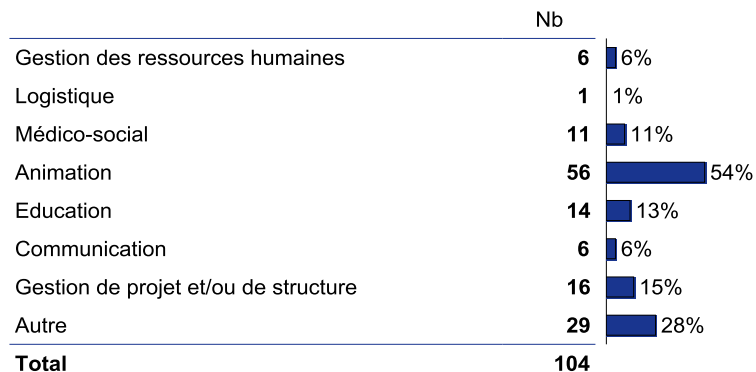 Nb
Gestion des ressources humaines 6 6%
Logistique 1 1%
Médico-social 11 11%
Animation 56 54%
Education 14 13%
Communication 6 6%
Gestion de projet et/ou de structure 16 15%
Autre 29 28%
Total 104